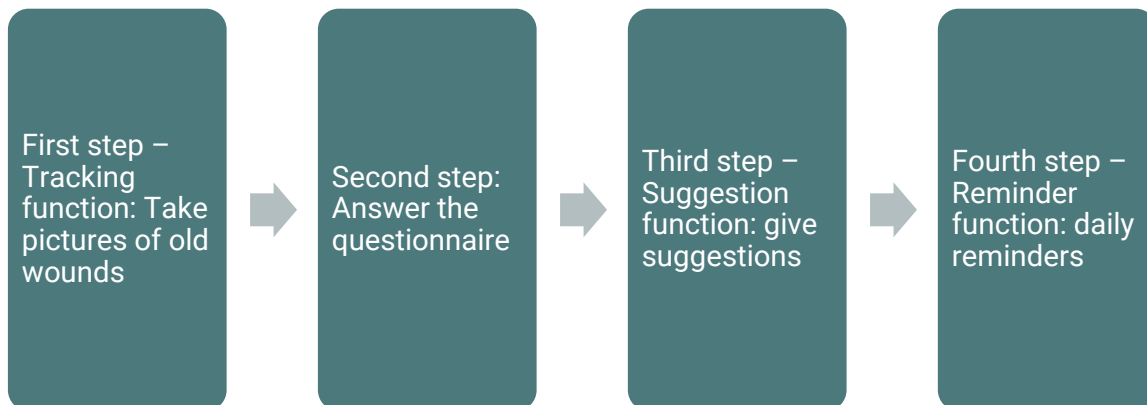 First step –
Tracking
function: Take
pictures of old
wounds
Second step:
Answer the
questionnaire
Third step –
Suggestion
function: give
suggestions
Fourth step –
Reminder
function: daily
reminders